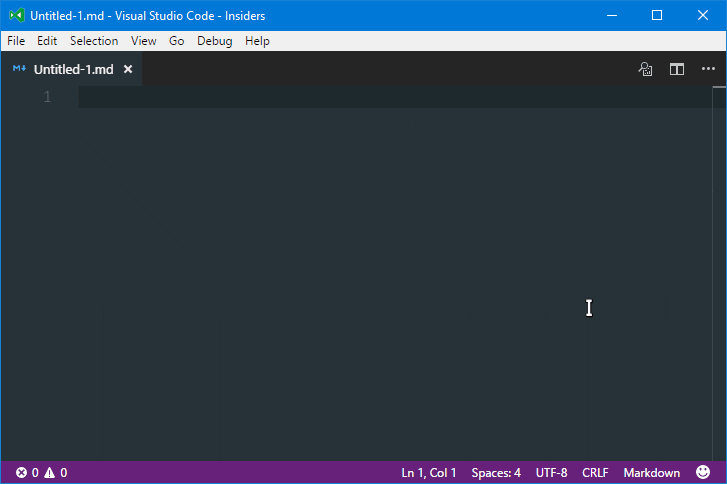 Untitled-1.md - Visual Studio Code - Insiders
File Edit Selection View Go Debug Help
M↓ Untitled-1.md
1
0 0 Ln 1, Col 1 Spaces: 4 UTF-8 CRLF Markdown